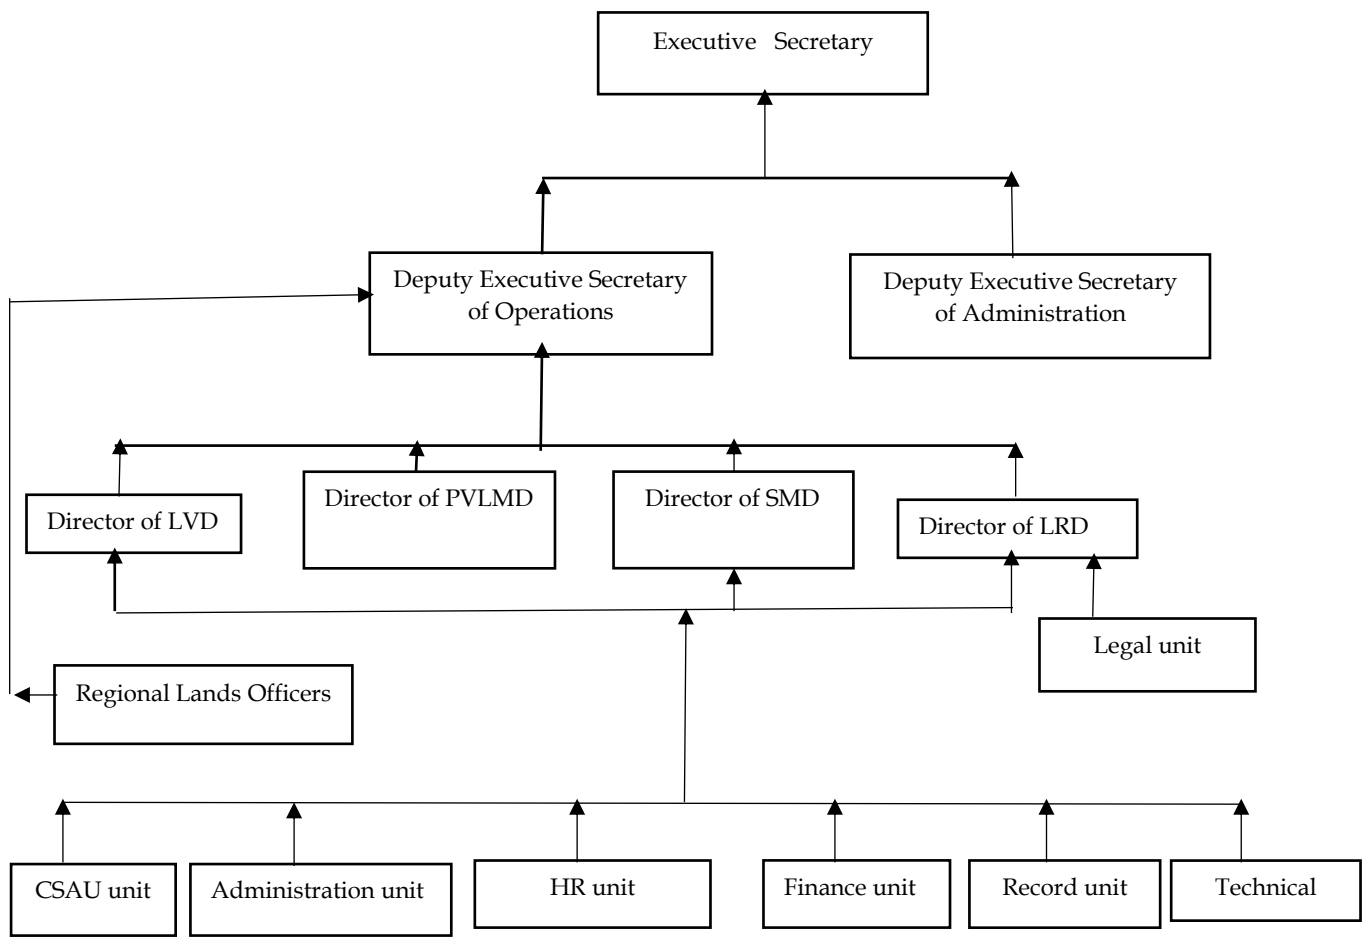 Executive Secretary
Deputy Executive Secretary
of Operations
Deputy Executive Secretary
of Administration
Director of LVD
Director of PVLMD
Director of SMD
Director of LRD
Legal unit
Regional Lands Officers
CSAU unit
Administration unit
HR unit
Finance unit
Record unit
Technical